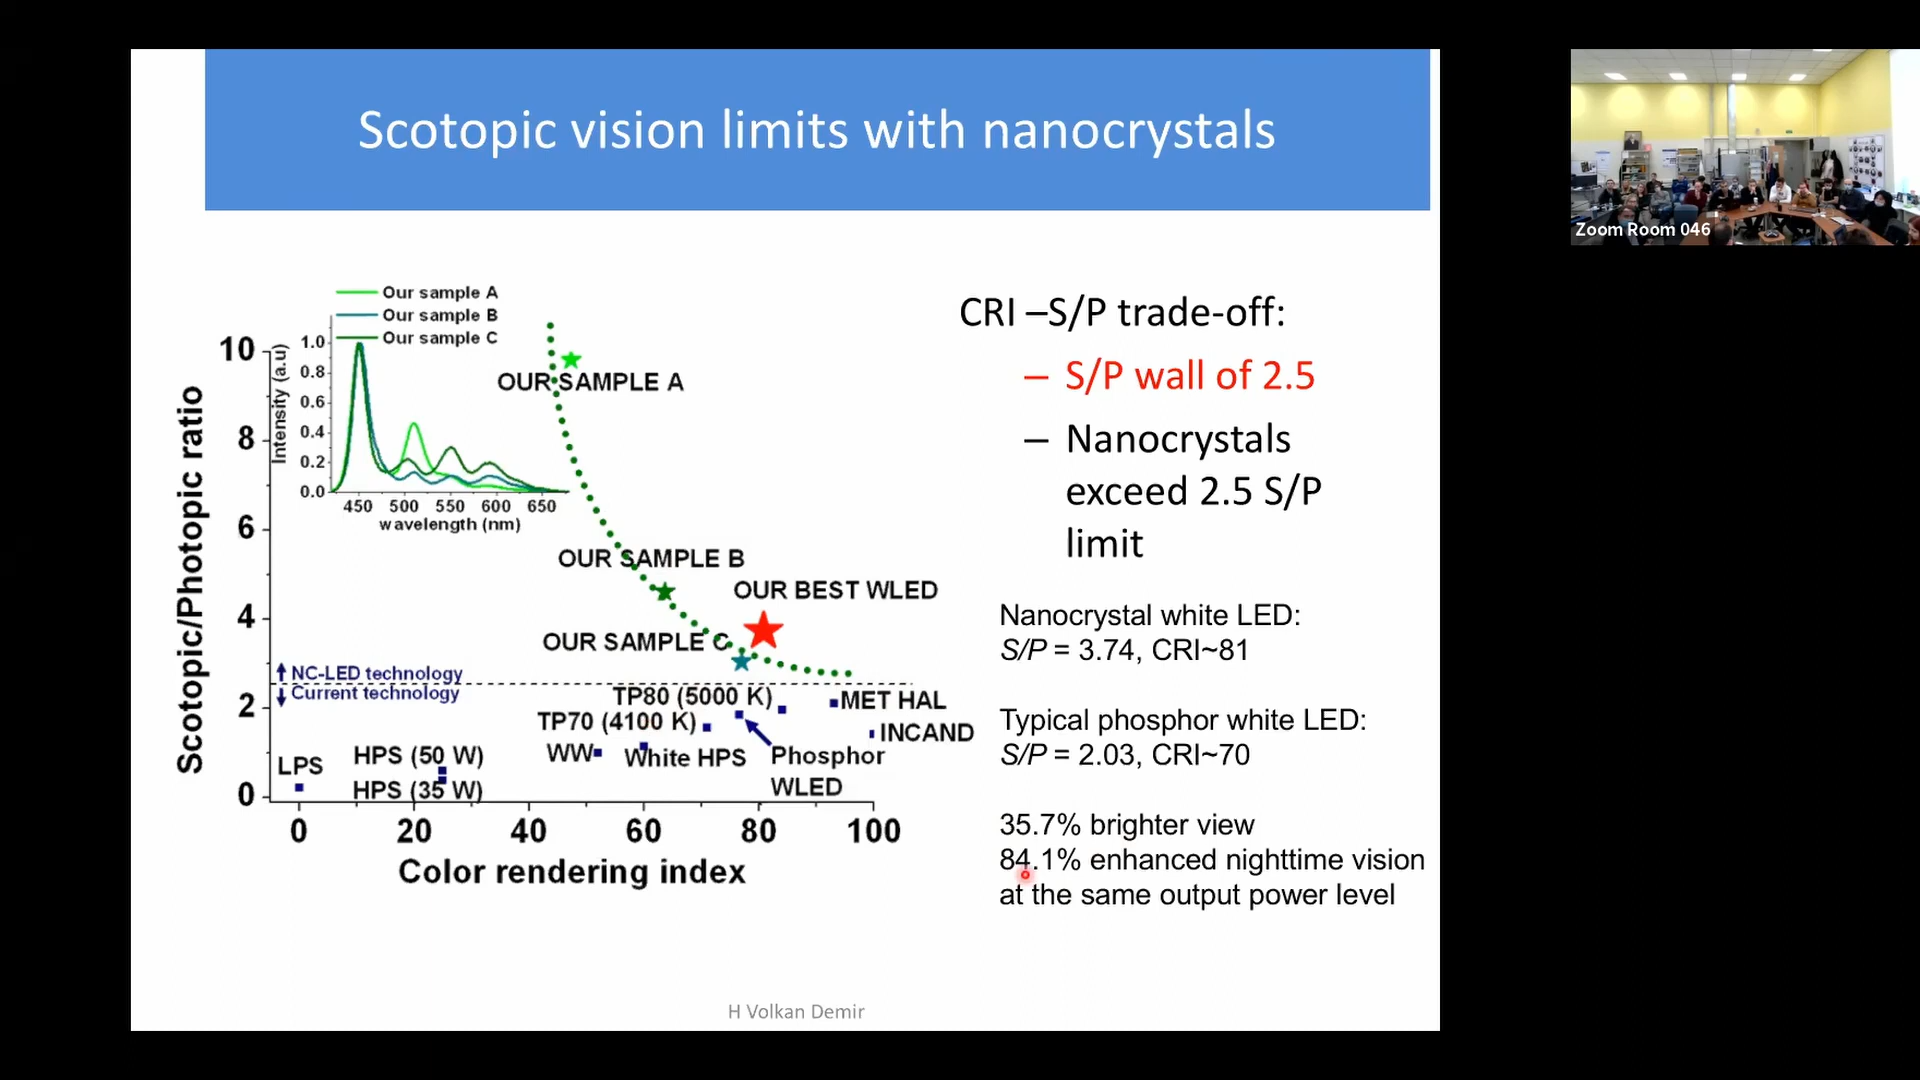 Scotopic vision limits with nanocrystals
Zoom Room 046
Our sample A
Our sample B
Our sample C
Intensity (a.u)
1.0
0.8
0.6
0.4
0.2
0.0
450 500 550 600 650
wavelength (nm)
Scotopic/Photopic ratio
10
8
6
4
2
0
OUR SAMPLE A
OUR SAMPLE B
OUR BEST WLED
OUR SAMPLE C
NC-LED technology
Current technology
TP80 (5000 K)
MET HAL
TP70 (4100 K)
INCAND
WW
White HPS
Phosphor
WLED
HPS (50 W)
LPS
HPS (35 W)
0 20 40 60 80 100
Color rendering index
CRI –S/P trade-off:
– S/P wall of 2.5
– Nanocrystals
exceed 2.5 S/P
limit
Nanocrystal white LED:
S/P = 3.74, CRI~81
Typical phosphor white LED:
S/P = 2.03, CRI~70
35.7% brighter view
84.1% enhanced nighttime vision
at the same output power level
H Volkan Demir